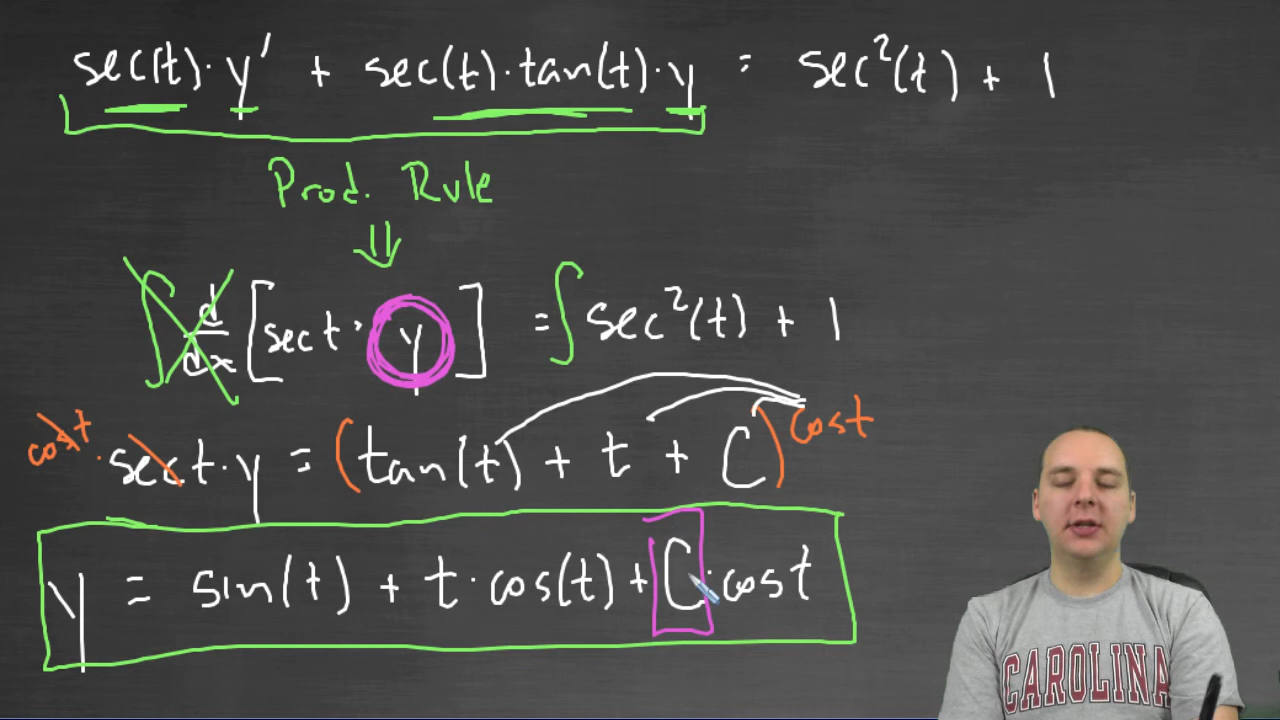 sec(t)·y' + sec(t)·tan(t)·y = sec²(t) + 1
Prod. Rule
⇓
∫ d/dx [sect · y] = ∫ sec²(t) + 1
cost · sect·y = (tan(t) + t + C) cost
y = sin(t) + t·cos(t) + C·cost
CAROLINA